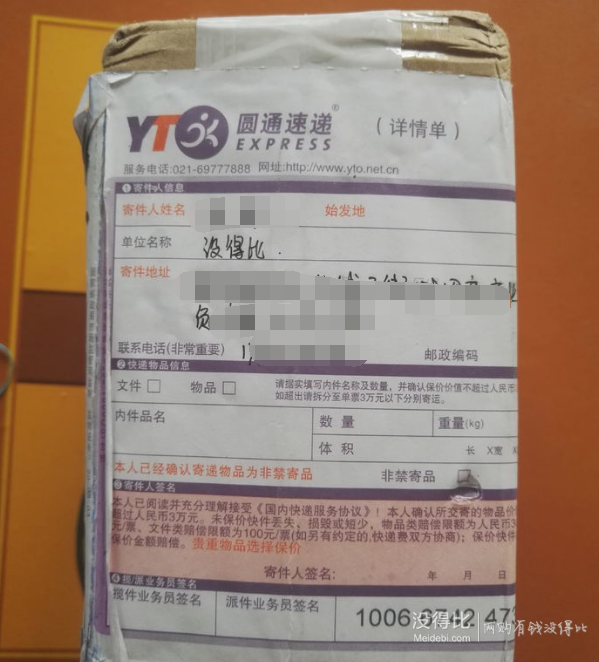 YTO 圆通速递® （详情单）
EXPRESS
服务电话:021-69777888 网址:http://www.yto.net.cn
1 寄件人信息
寄件人姓名 始发地
单位名称 没得比.
寄件地址
负
联系电话(非常重要) 1 邮政编码
2 快递物品信息
文件 □ 物品 □ 请据实填写内件名称及数量，并确认保价价值不超过人民币
如超出请拆分至单票3万元以下分别寄运。
内件品名 数 量 重量(kg)
体 积 长 X宽
本人已经确认寄递物品为非禁寄品 非禁寄品 □
3 寄件人签名
本人已阅读并充分理解接受《国内快递服务协议》！本人确认所交寄的物品价
超过人民币3万元。未保价快件丢失、损毁或短少，物品类赔偿限额为人民币3
元/票、文件类赔偿限额为100元/票(如另有约定的,快递费双方协商)；保价快件
保价金额赔偿。贵重物品选择保价
寄件人签名： 年 月 日
4 揽/派业务员签名
揽件业务员签名 派件业务员签名 1006 6742 47
没得比 网购有钱没得比
Meidebi.com